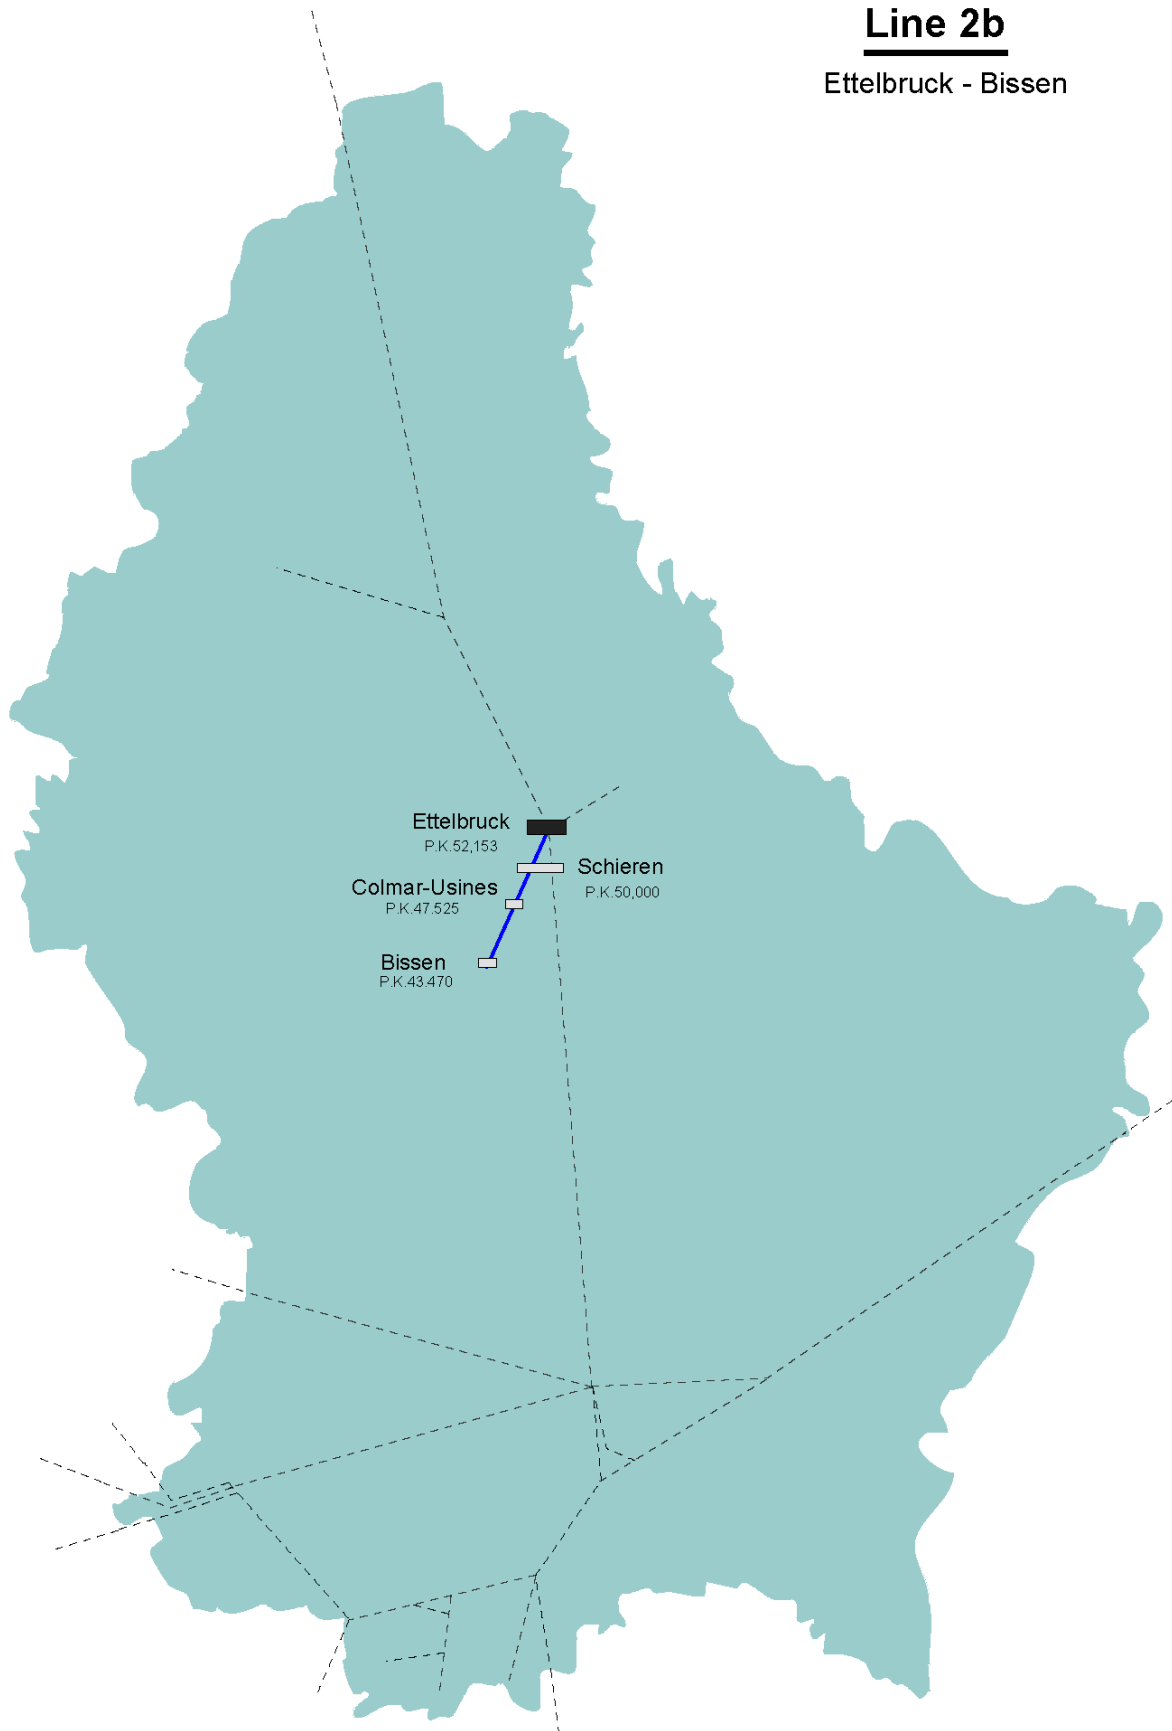 Line 2b
Ettelbruck - Bissen
Ettelbruck
P.K.52,153
Schieren
P.K.50,000
Colmar-Usines
P.K.47.525
Bissen
P.K.43.470